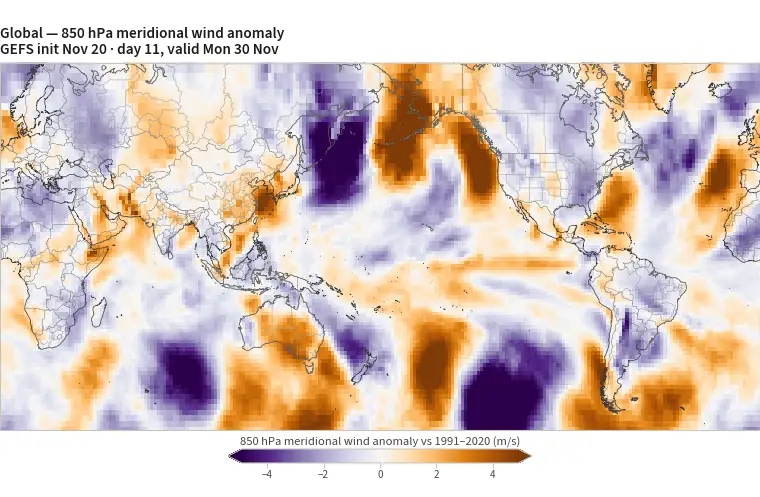 Global — 850 hPa meridional wind anomaly
GEFS init Nov 20 · day 11, valid Mon 30 Nov
850 hPa meridional wind anomaly vs 1991–2020 (m/s)
−4 −2 0 2 4